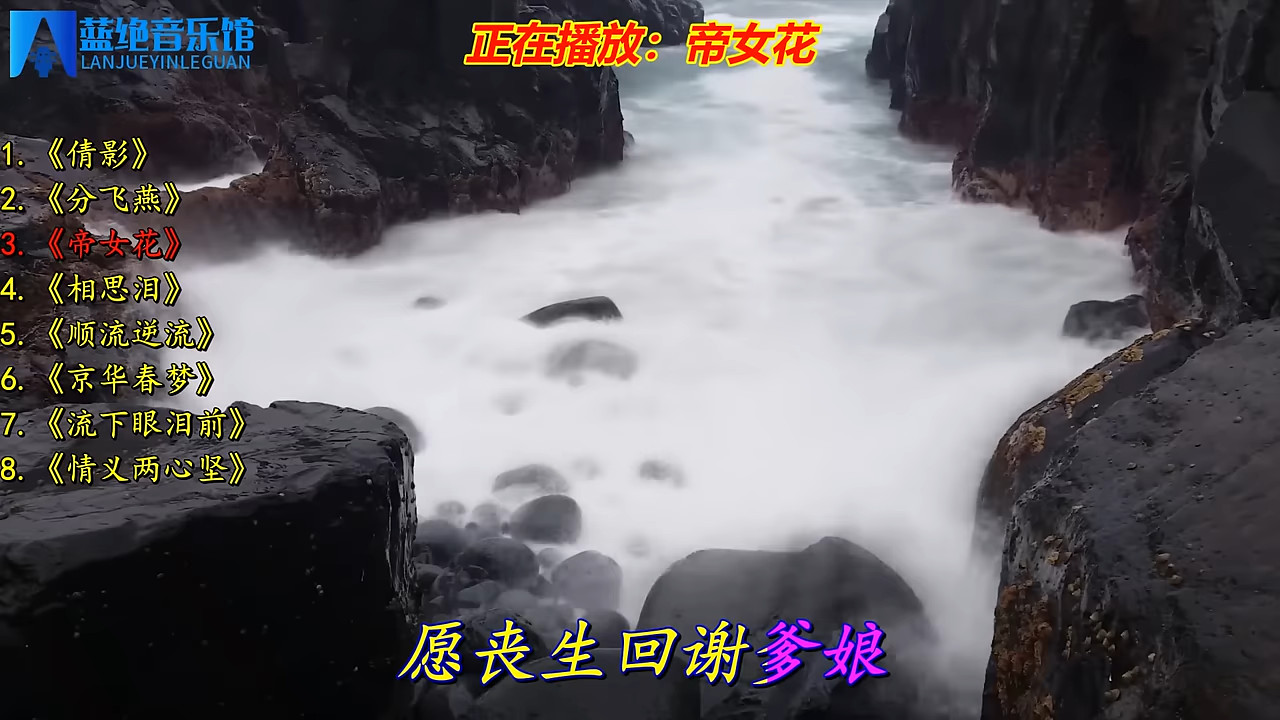 蓝绝音乐馆
LANJUEYINLEGUAN
正在播放：帝女花
1.《倩影》
2.《分飞燕》
3.《帝女花》
4.《相思泪》
5.《顺流逆流》
6.《京华春梦》
7.《流下眼泪前》
8.《情义两心坚》
愿丧生回谢爹娘